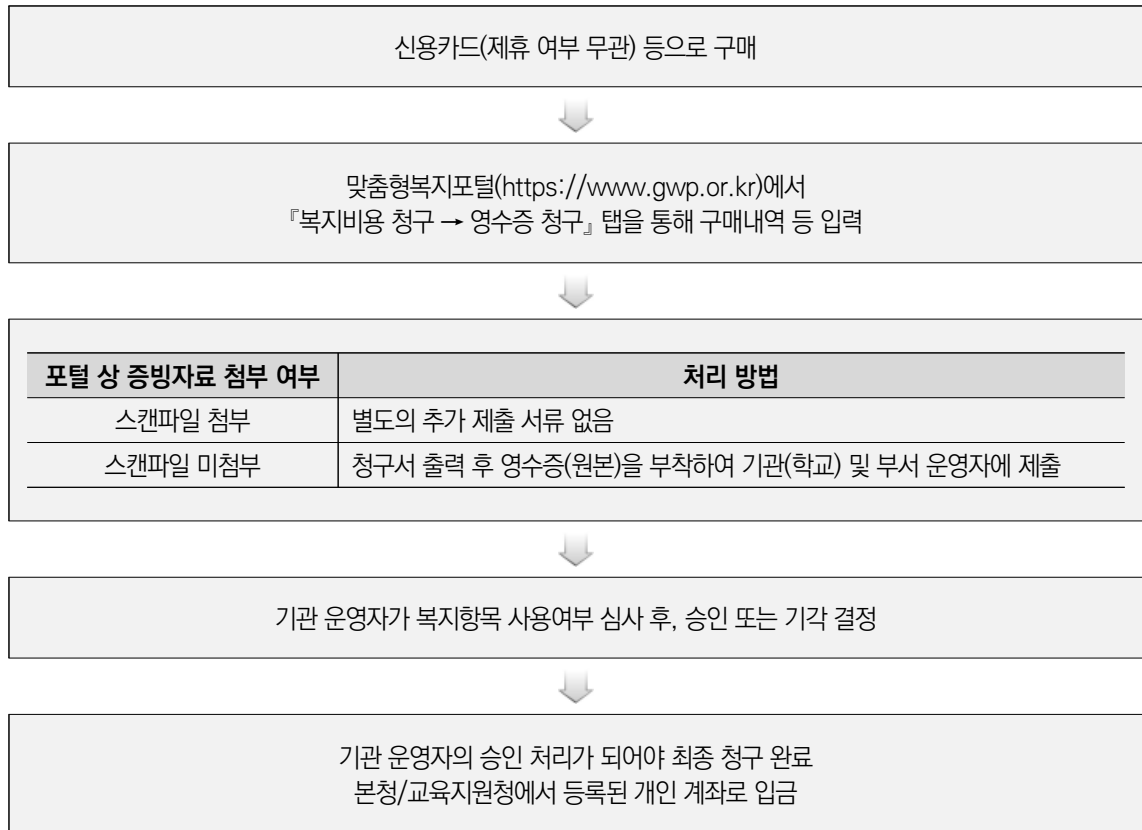 신용카드(제휴 여부 무관) 등으로 구매
맞춤형복지포털(https://www.gwp.or.kr)에서
『복지비용 청구 → 영수증 청구』 탭을 통해 구매내역 등 입력
포털 상 증빙자료 첨부 여부 처리 방법
스캔파일 첨부 별도의 추가 제출 서류 없음
스캔파일 미첨부 청구서 출력 후 영수증(원본)을 부착하여 기관(학교) 및 부서 운영자에 제출
기관 운영자가 복지항목 사용여부 심사 후, 승인 또는 기각 결정
기관 운영자의 승인 처리가 되어야 최종 청구 완료
본청/교육지원청에서 등록된 개인 계좌로 입금